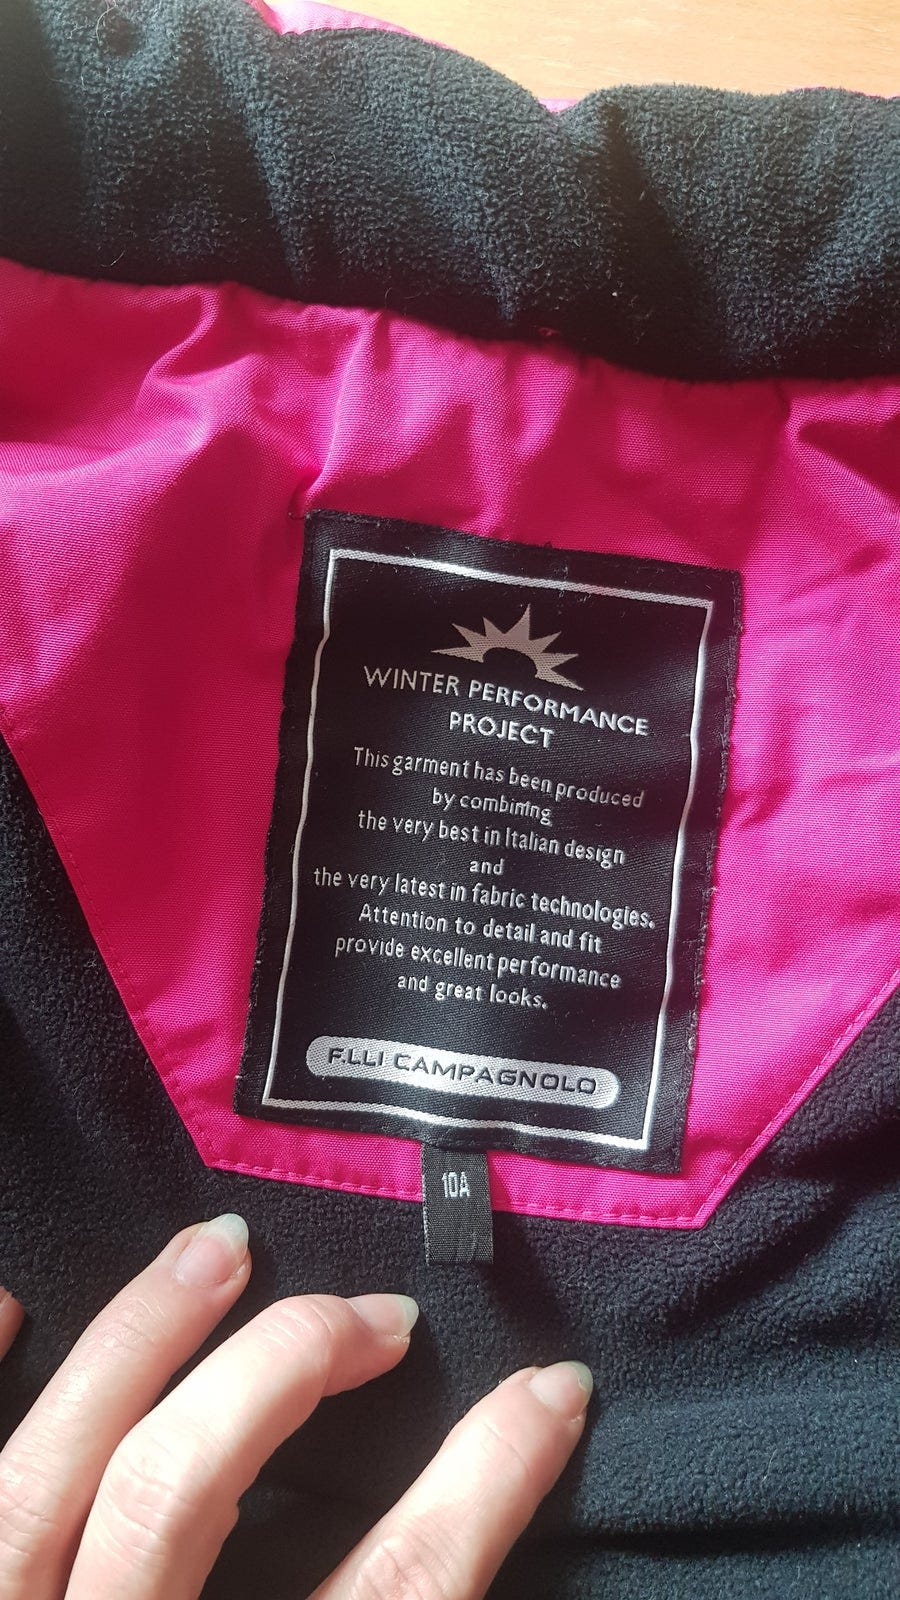 WINTER PERFORMANCE
PROJECT
This garment has been produced
by combining
the very best in Italian design
and
the very latest in fabric technologies.
Attention to detail and fit
provide excellent performance
and great looks.
F.LLI CAMPAGNOLO
10A